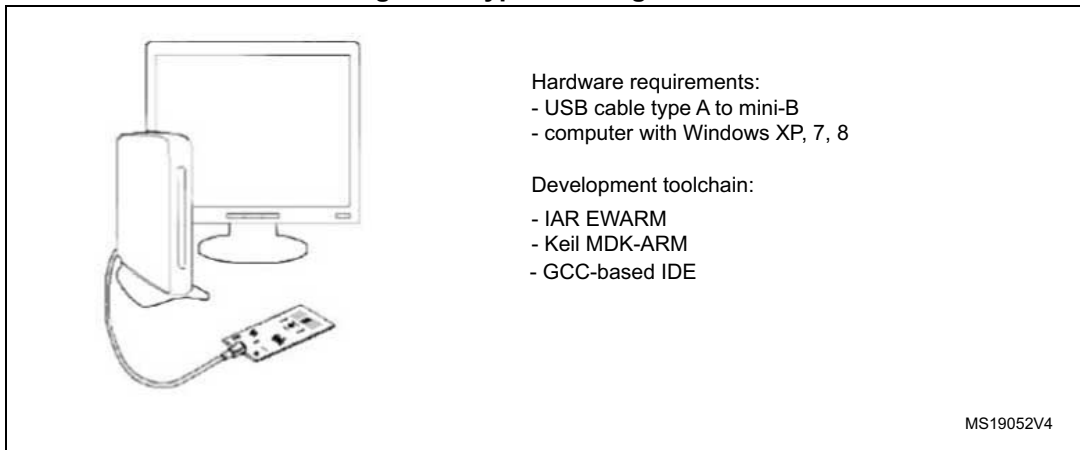 Hardware requirements:
- USB cable type A to mini-B
- computer with Windows XP, 7, 8
Development toolchain:
- IAR EWARM
- Keil MDK-ARM
- GCC-based IDE
MS19052V4